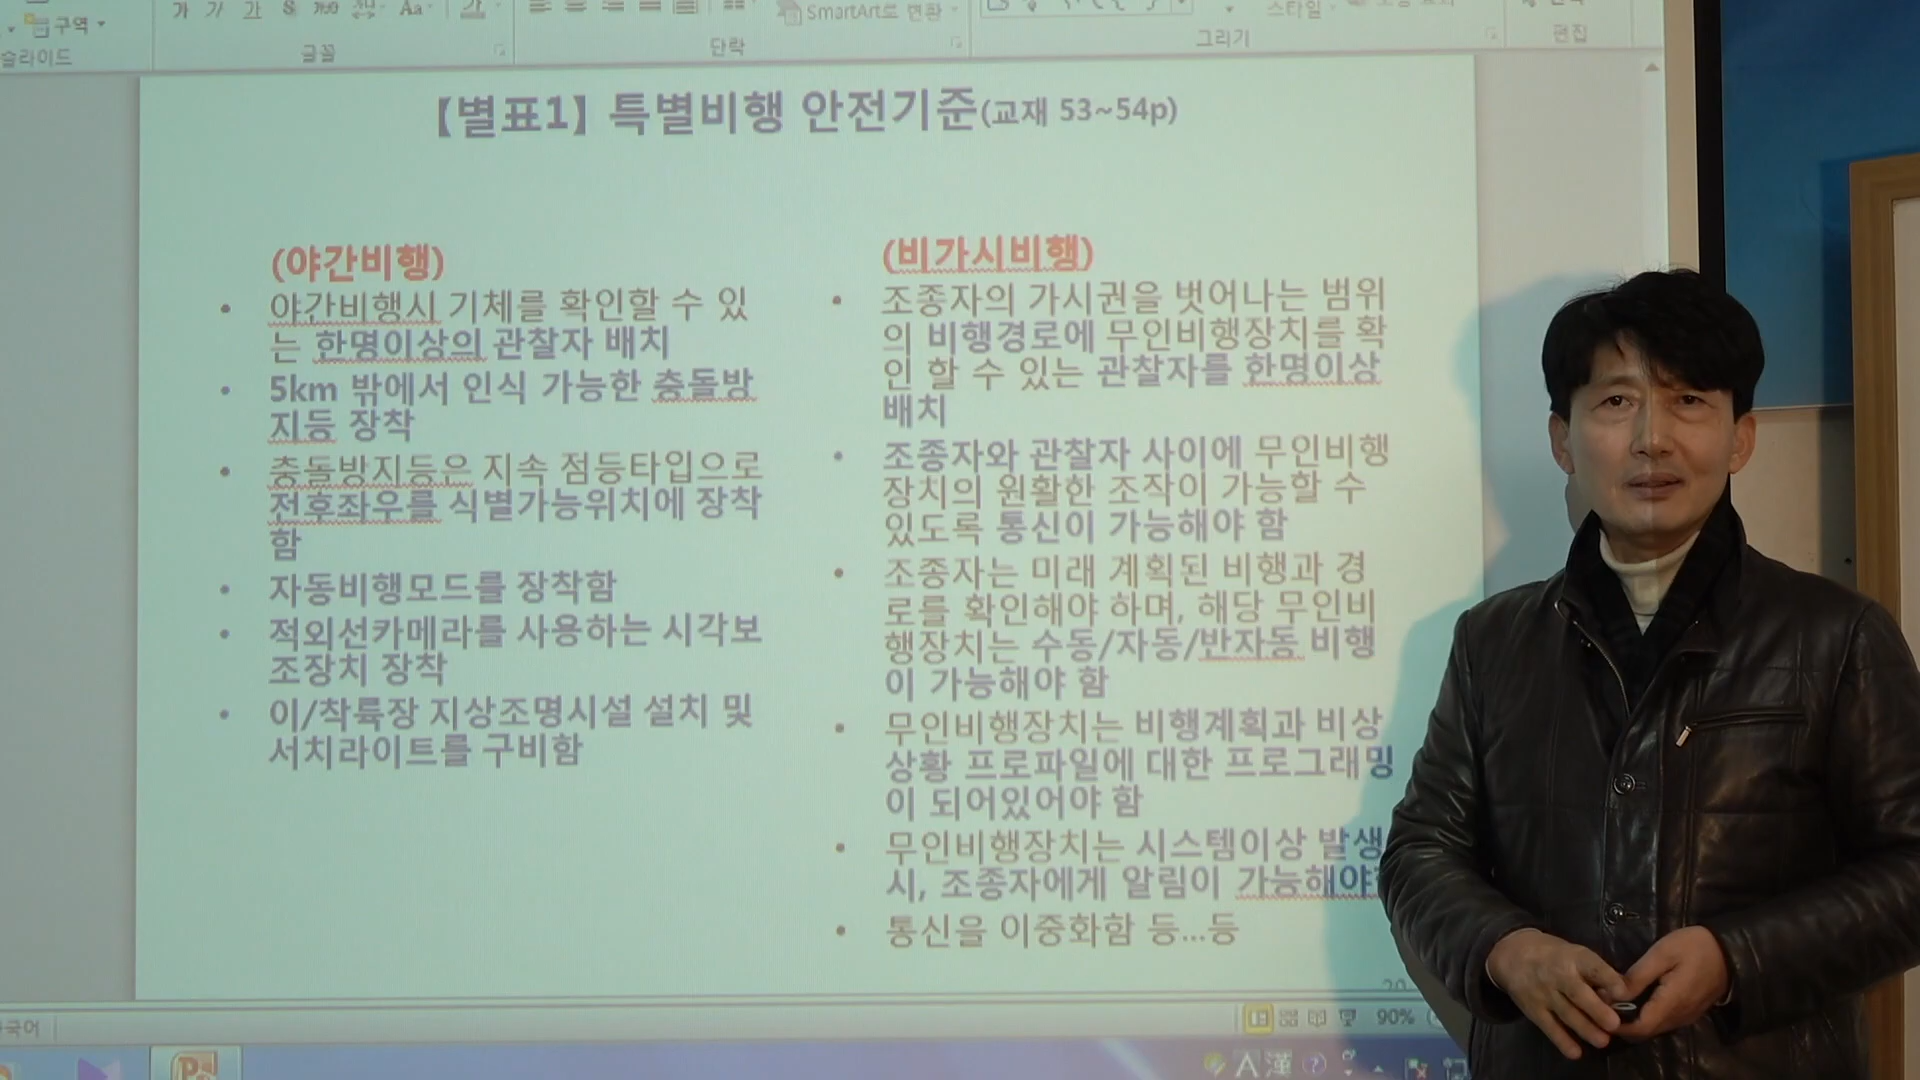 구역
가 가 가 S 가가 Aa 가
SmartArt로 변환
스타일
슬라이드
글꼴
단락
그리기
편집
【별표1】 특별비행 안전기준(교재 53~54p)
(야간비행)
• 야간비행시 기체를 확인할 수 있
는 한명이상의 관찰자 배치
• 5km 밖에서 인식 가능한 충돌방
지등 장착
• 충돌방지등은 지속 점등타입으로
전후좌우를 식별가능위치에 장착
함
• 자동비행모드를 장착함
• 적외선카메라를 사용하는 시각보
조장치 장착
• 이/착륙장 지상조명시설 설치 및
서치라이트를 구비함
(비가시비행)
• 조종자의 가시권을 벗어나는 범위
의 비행경로에 무인비행장치를 확
인 할 수 있는 관찰자를 한명이상
배치
• 조종자와 관찰자 사이에 무인비행
장치의 원활한 조작이 가능할 수
있도록 통신이 가능해야 함
• 조종자는 미래 계획된 비행과 경
로를 확인해야 하며, 해당 무인비
행장치는 수동/자동/반자동 비행
이 가능해야 함
• 무인비행장치는 비행계획과 비상
상황 프로파일에 대한 프로그래밍
이 되어있어야 함
• 무인비행장치는 시스템이상 발생
시, 조종자에게 알림이 가능해야
• 통신을 이중화함 등...등
90%
A 漢